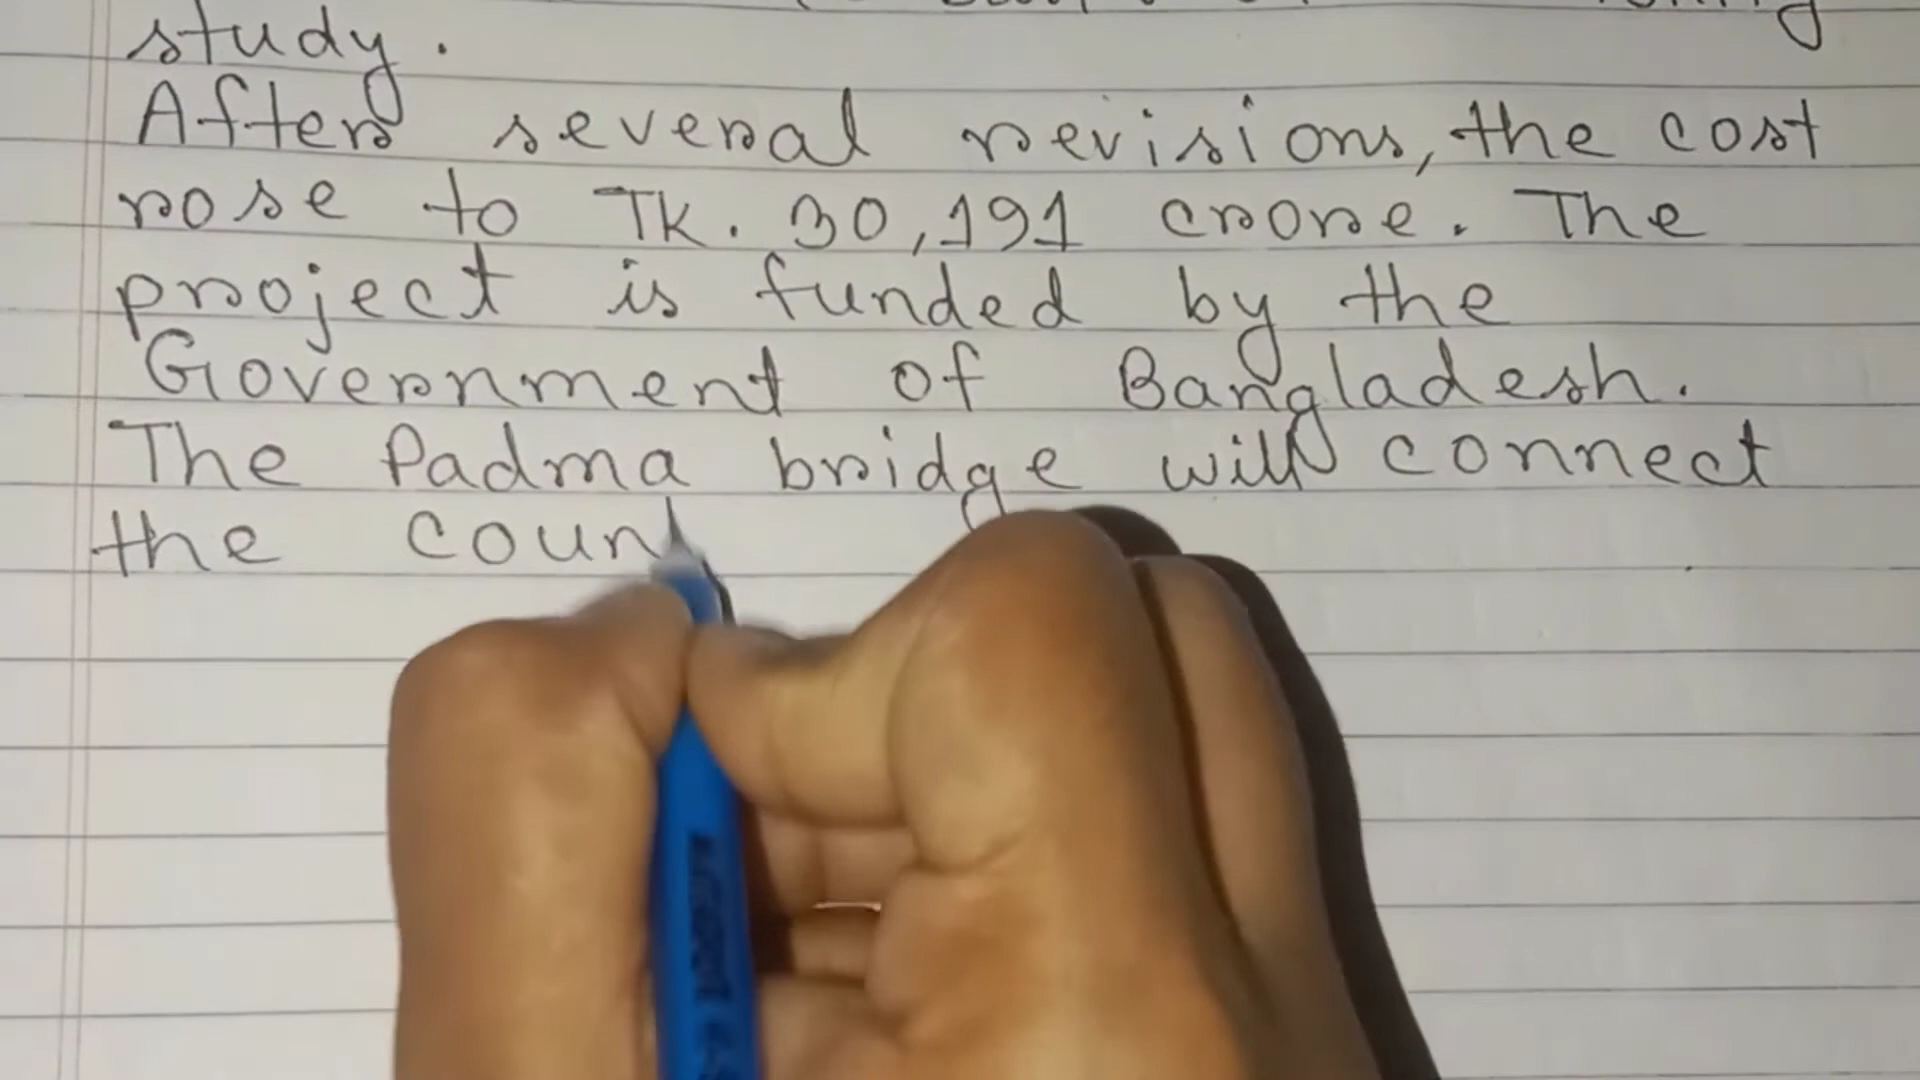 study.
After several revisions, the cost
rose to Tk. 30,191 crore. The
project is funded by the
Government of Bangladesh.
The Padma bridge will connect
the coun